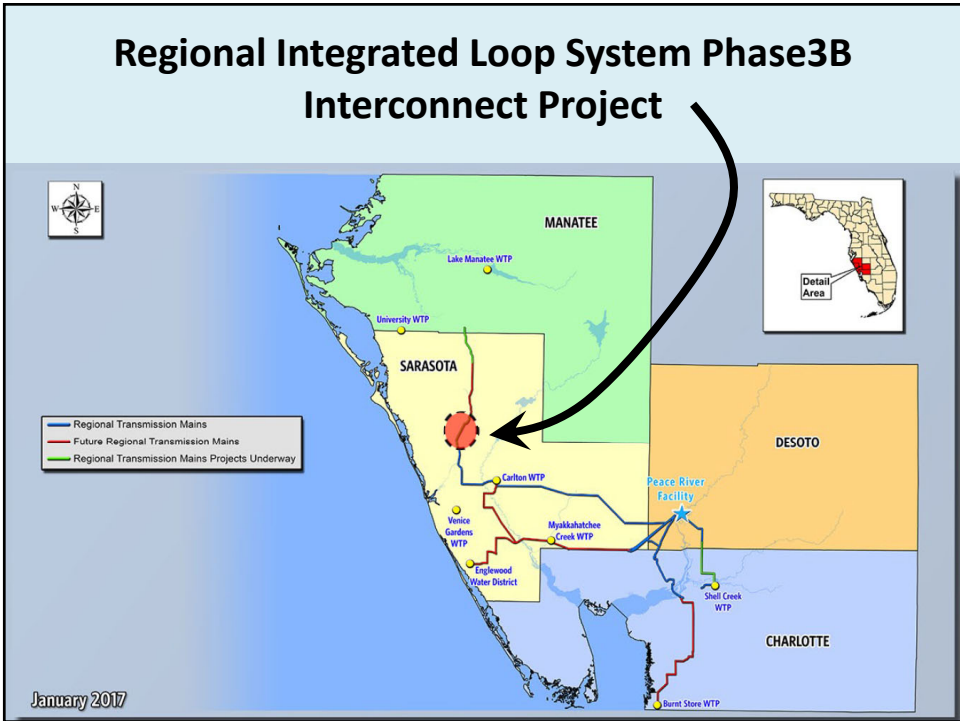 Regional Integrated Loop System Phase3B
Interconnect Project
N
W
E
S
MANATEE
Lake Manatee WTP
Detail
Area
University WTP
SARASOTA
Regional Transmission Mains
Future Regional Transmission Mains
Regional Transmission Mains Projects Underway
DESOTO
Carlton WTP
Peace River
Facility
Venice
Gardens
WTP
Myakkahatchee
Creek WTP
Englewood
Water District
Shell Creek
WTP
CHARLOTTE
January 2017
Burnt Store WTP